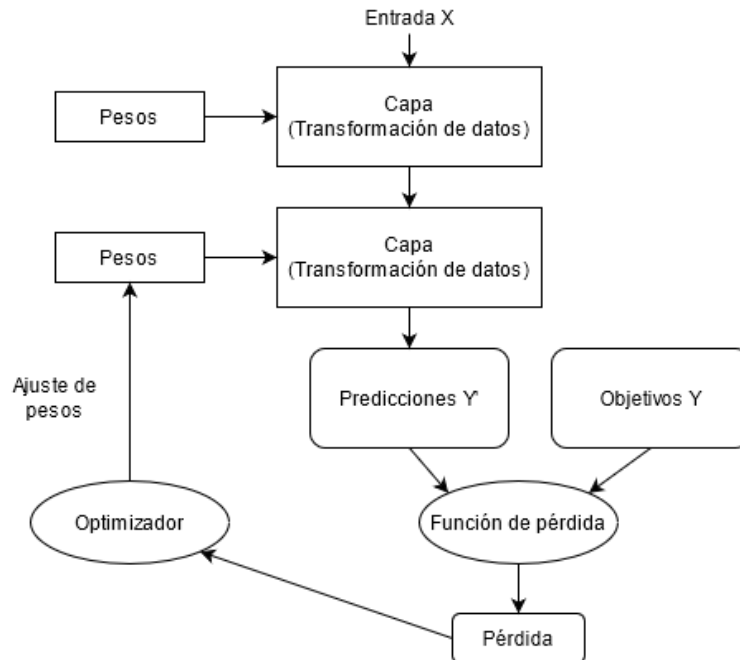 Entrada X
Pesos
Capa
(Transformación de datos)
Pesos
Capa
(Transformación de datos)
Ajuste de
pesos
Predicciones Y'
Objetivos Y
Optimizador
Función de pérdida
Pérdida